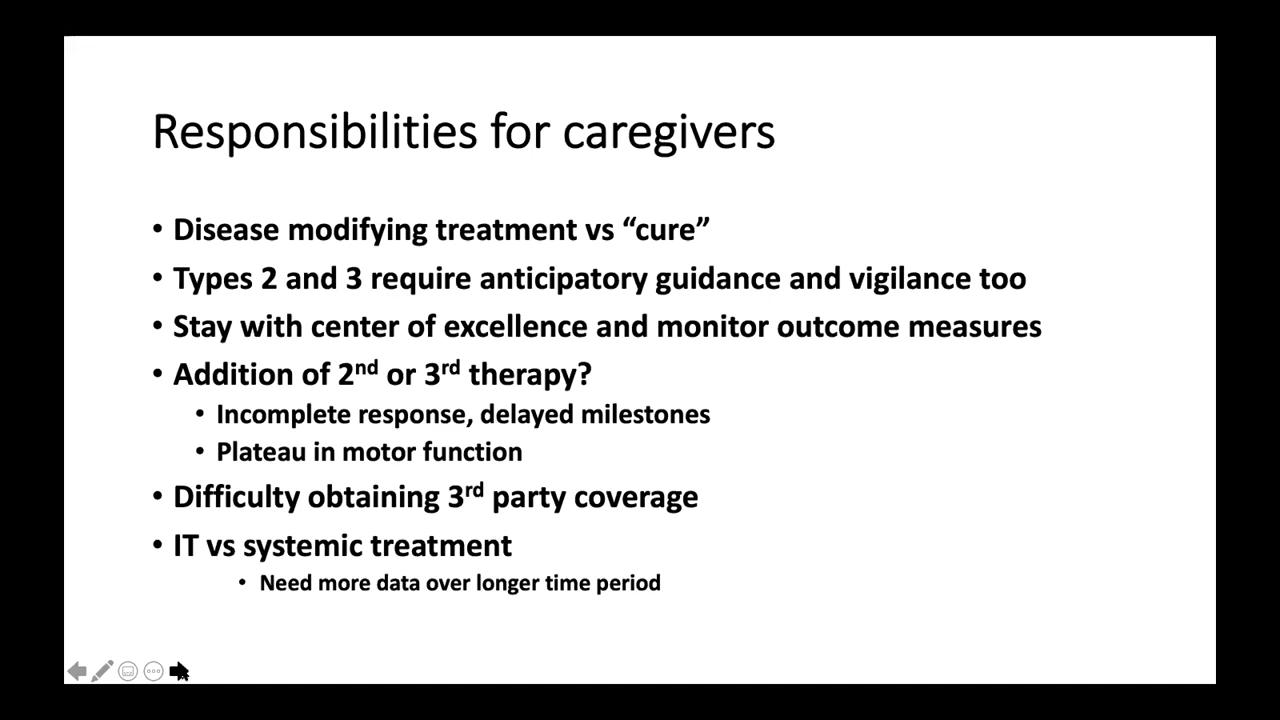 Responsibilities for caregivers
• Disease modifying treatment vs “cure”
• Types 2 and 3 require anticipatory guidance and vigilance too
• Stay with center of excellence and monitor outcome measures
• Addition of 2nd or 3rd therapy?
• Incomplete response, delayed milestones
• Plateau in motor function
• Difficulty obtaining 3rd party coverage
• IT vs systemic treatment
• Need more data over longer time period